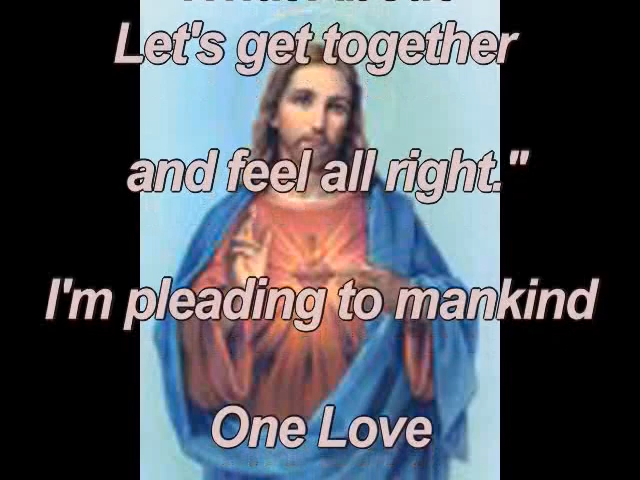 Let's get together
and feel all right."
I'm pleading to mankind
One Love